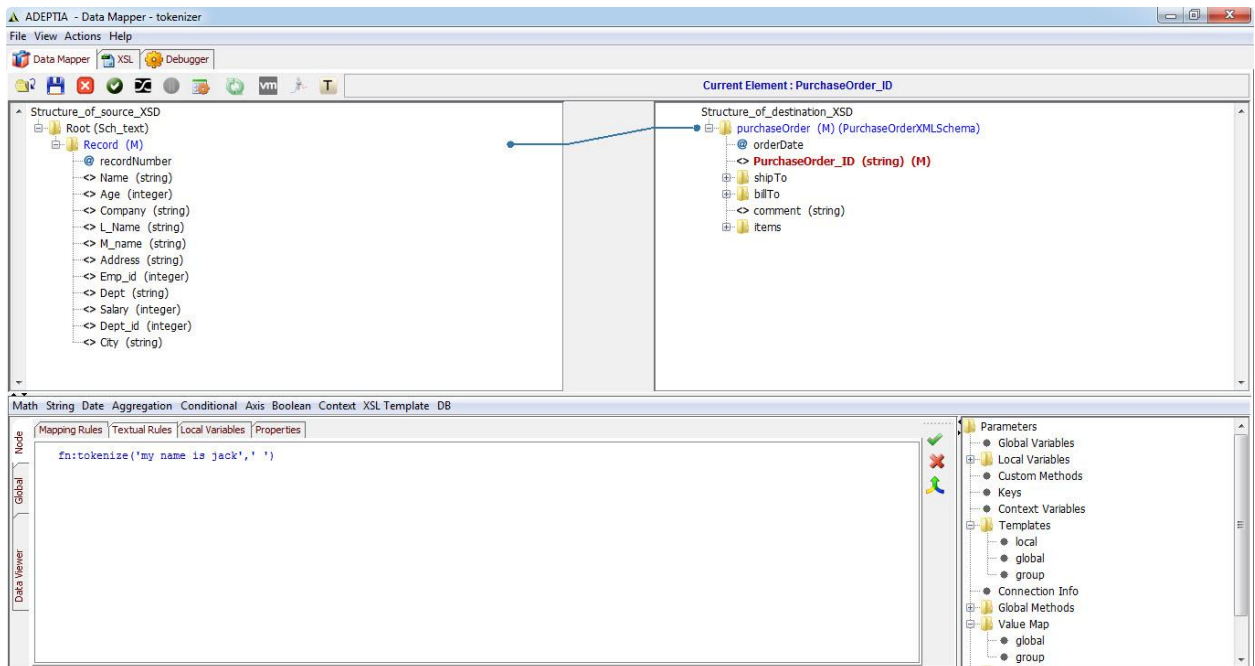 ADEPTIA - Data Mapper - tokenizer
File View Actions Help
Data Mapper XSL Debugger
vm T Current Element : PurchaseOrder_ID
Structure_of_source_XSD
Root (Sch_text)
Record (M)
@ recordNumber
<> Name (string)
<> Age (integer)
<> Company (string)
<> L_Name (string)
<> M_name (string)
<> Address (string)
<> Emp_id (integer)
<> Dept (string)
<> Salary (integer)
<> Dept_id (integer)
<> City (string)
Structure_of_destination_XSD
purchaseOrder (M) (PurchaseOrderXMLSchema)
@ orderDate
<> PurchaseOrder_ID (string) (M)
shipTo
billTo
<> comment (string)
items
Math String Date Aggregation Conditional Axis Boolean Context XSL Template DB
Node
Global
Data Viewer
Mapping Rules Textual Rules Local Variables Properties
fn:tokenize('my name is jack',' ')
Parameters
Global Variables
Local Variables
Custom Methods
Keys
Context Variables
Templates
local
global
group
Connection Info
Global Methods
Value Map
global
group